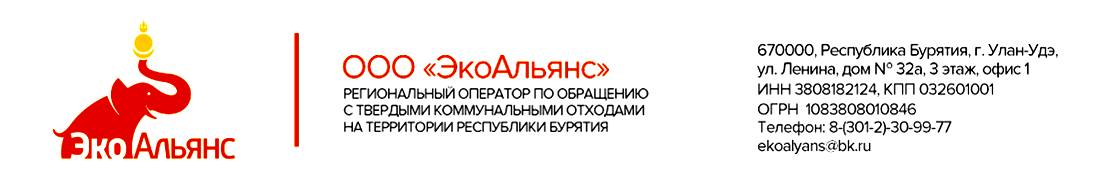 ЭкоАльянс
ООО «ЭкоАльянс»
РЕГИОНАЛЬНЫЙ ОПЕРАТОР ПО ОБРАЩЕНИЮ
С ТВЕРДЫМИ КОММУНАЛЬНЫМИ ОТХОДАМИ
НА ТЕРРИТОРИИ РЕСПУБЛИКИ БУРЯТИЯ
670000, Республика Бурятия, г. Улан-Удэ,
ул. Ленина, дом № 32а, 3 этаж, офис 1
ИНН 3808182124, КПП 032601001
ОГРН 1083808010846
Телефон: 8-(301-2)-30-99-77
ekoalyans@bk.ru